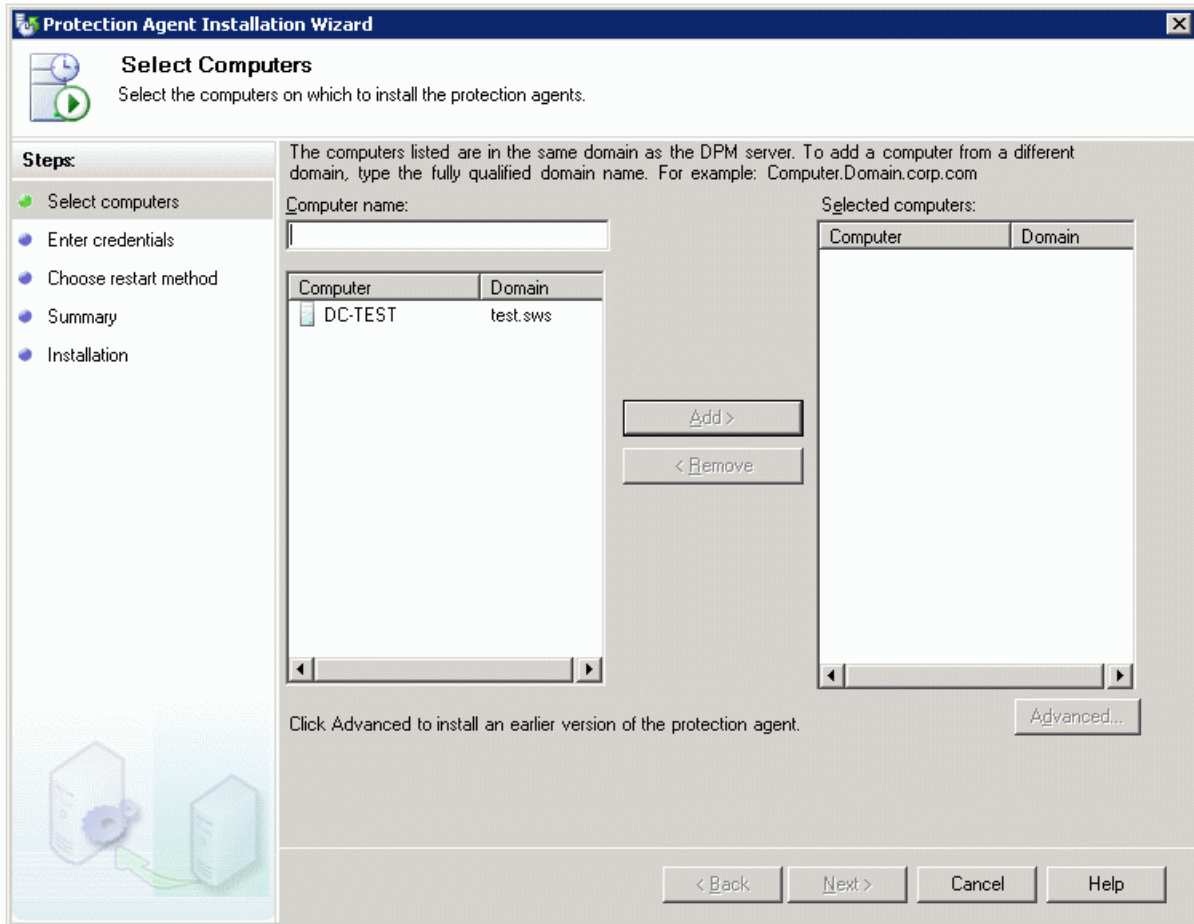 Protection Agent Installation Wizard
Select Computers
Select the computers on which to install the protection agents.
Steps:
Select computers
Enter credentials
Choose restart method
Summary
Installation
The computers listed are in the same domain as the DPM server. To add a computer from a different
domain, type the fully qualified domain name. For example: Computer.Domain.corp.com
Computer name:
Computer Domain
DC-TEST test.sws
Add >
< Remove
Selected computers:
Computer Domain
Click Advanced to install an earlier version of the protection agent.
Advanced...
< Back Next > Cancel Help